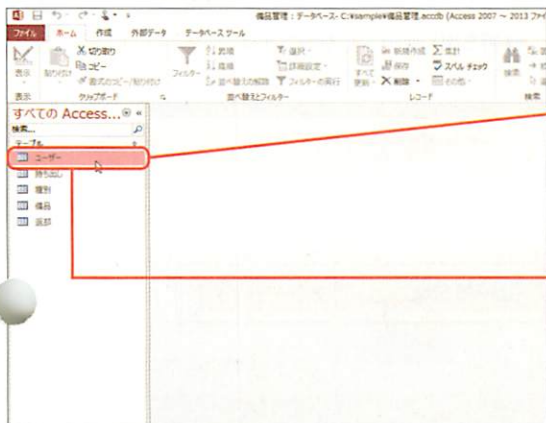 備品管理 : データベース- C:¥sample¥備品管理.accdb (Access 2007 ～ 2013 ファ
ファイル ホーム 作成 外部データ データベース ツール
表示 貼り付け 切り取り コピー 書式のコピー/貼り付け
フィルター 昇順 降順 並べ替えの解除 選択 詳細設定 フィルターの実行
すべて更新 新規作成 保存 削除 集計 スペル チェック その他
検索
表示 クリップボード 並べ替えとフィルター レコード 検索
すべての Access...
検索...
テーブル
ユーザー
持ち出し
種別
備品